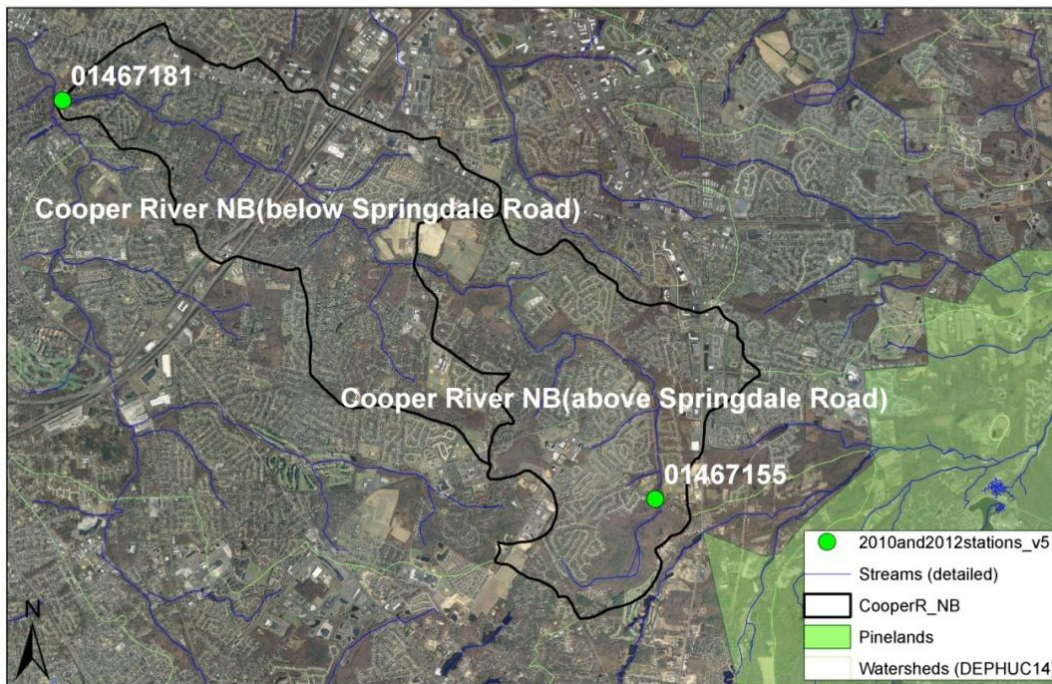 01467181
Cooper River NB(below Springdale Road)
Cooper River NB(above Springdale Road)
01467155
N
2010and2012stations_v5
Streams (detailed)
CooperR_NB
Pinelands
Watersheds (DEPHUC14